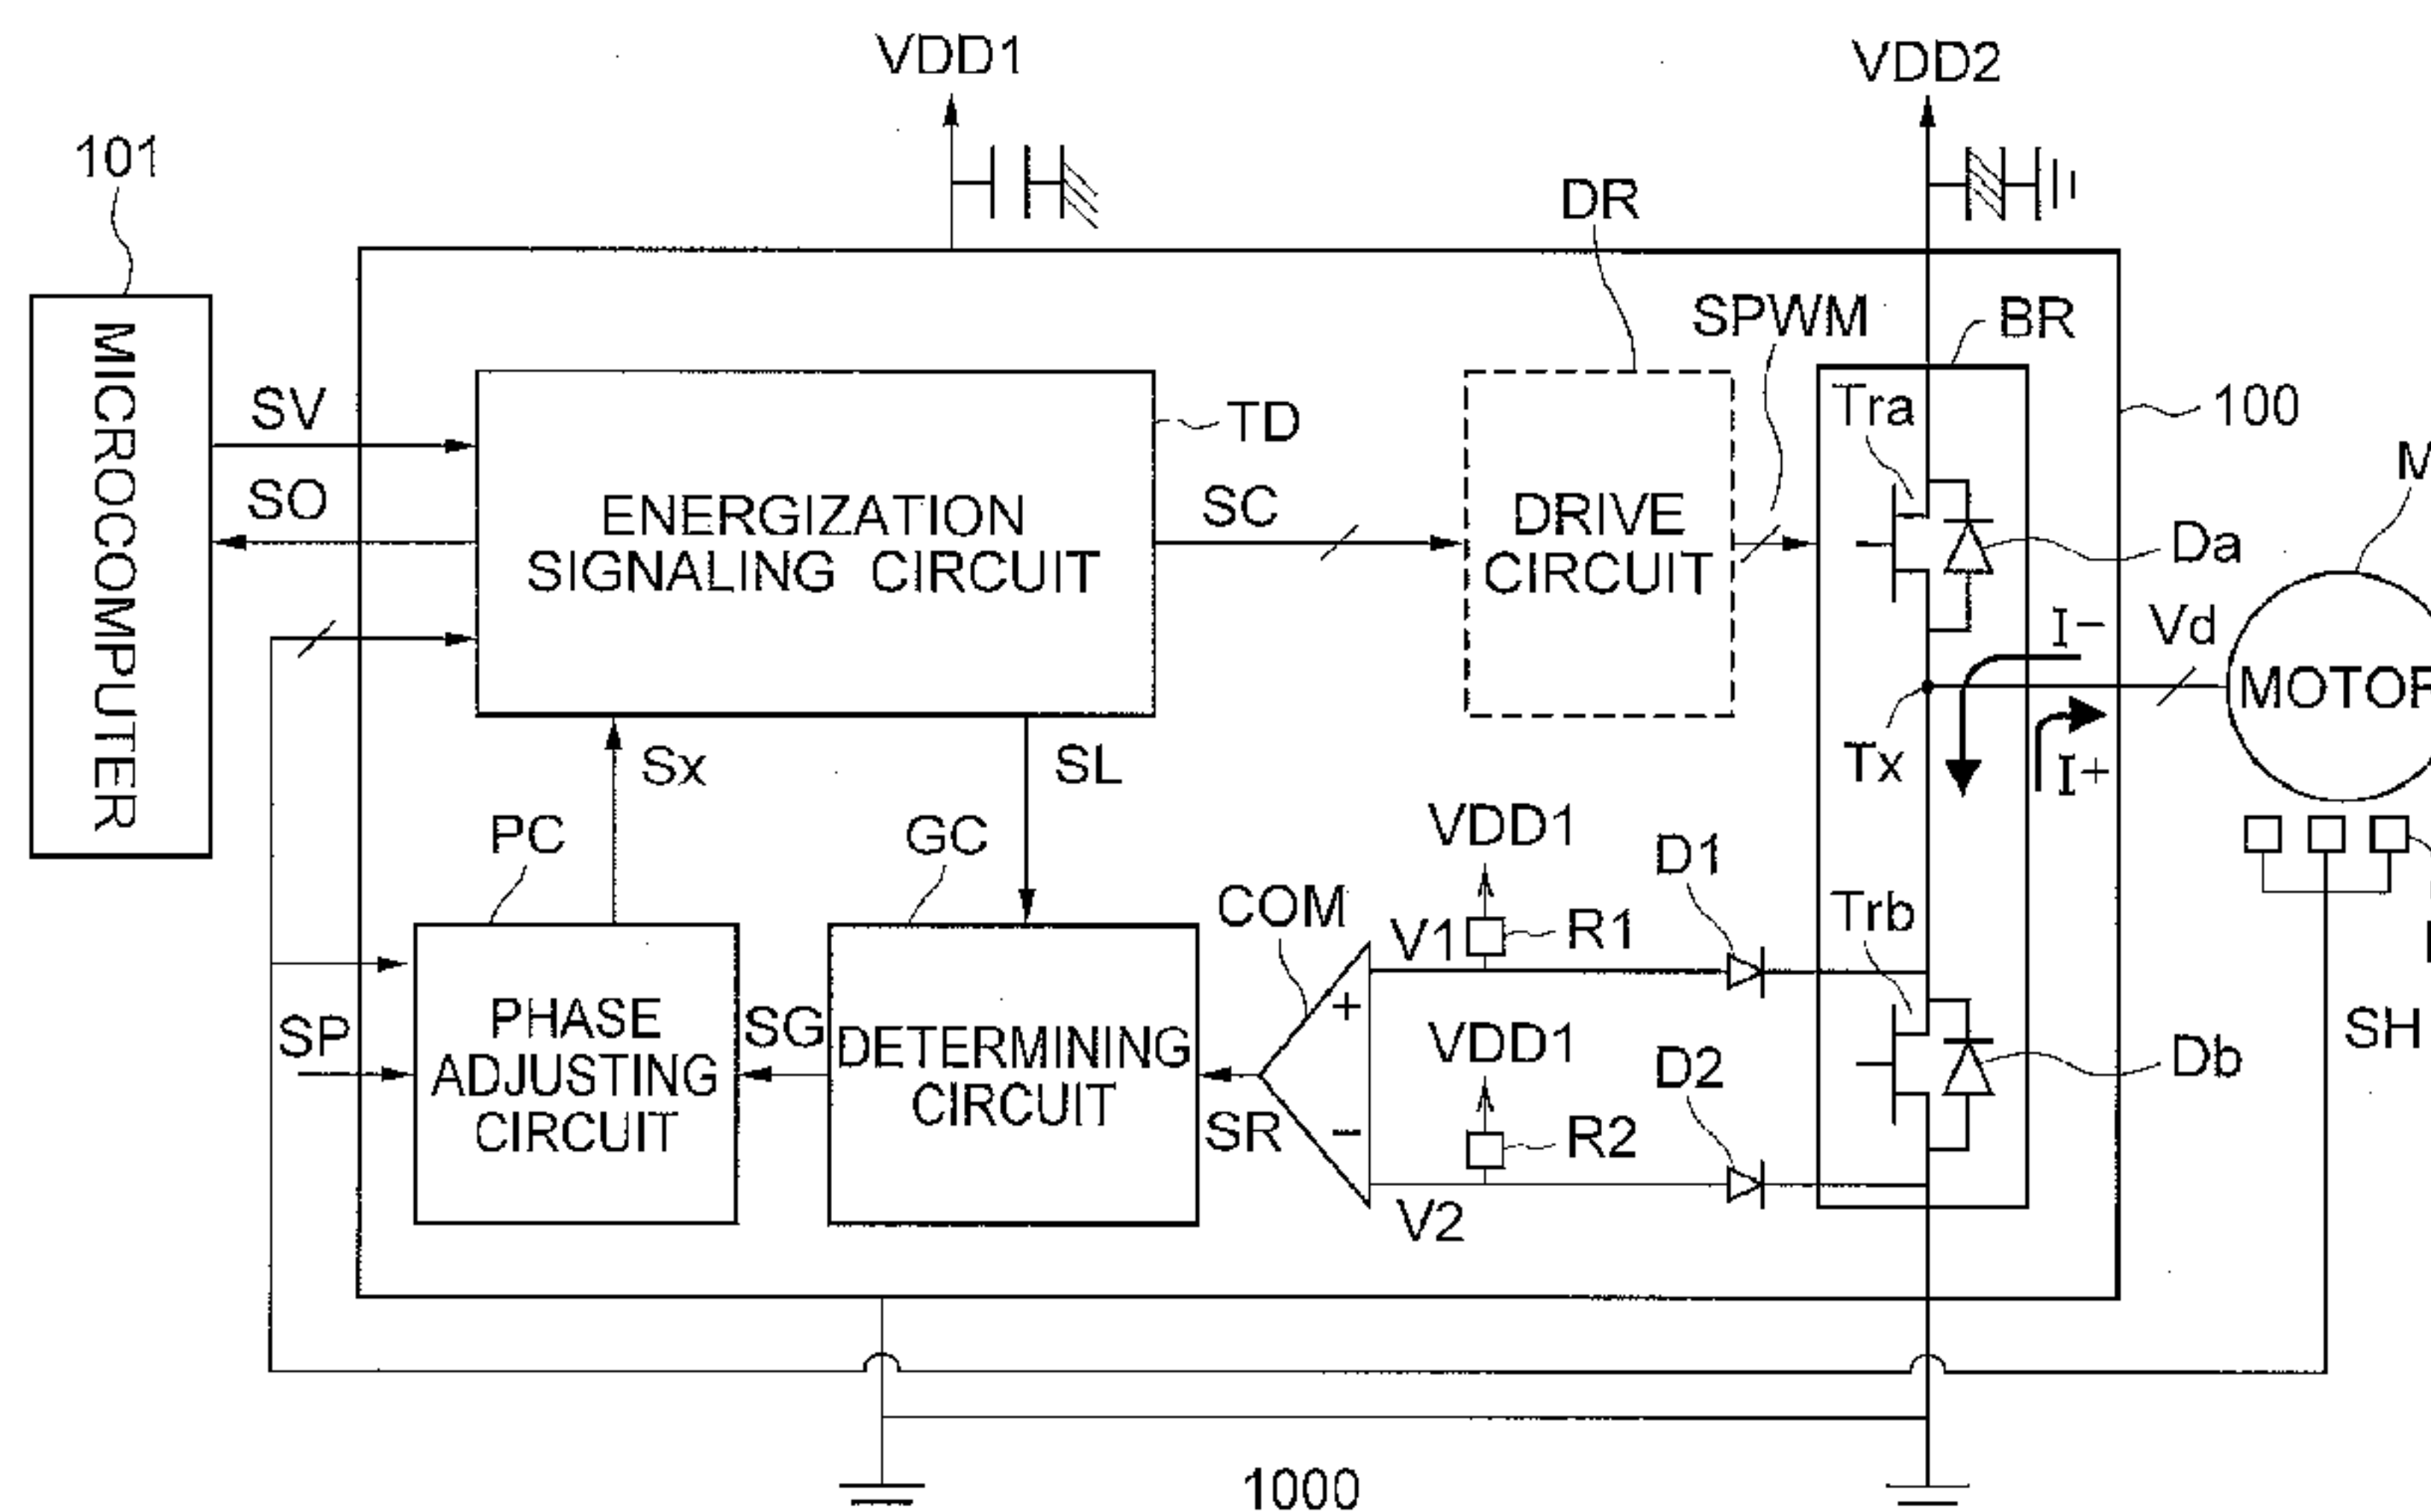 VDD1
VDD2
101
DR
SPWM
BR
MICROCOMPUTER
SV
TD
Tra
100
SO
ENERGIZATION
SIGNALING CIRCUIT
SC
DRIVE
CIRCUIT
M
Da
I-
Vd
MOTOR
Sx
SL
Tx
I+
PC
GC
VDD1
D1
COM
V1
R1
Trb
SP
PHASE
ADJUSTING
CIRCUIT
SG
DETERMINING
CIRCUIT
+
VDD1
D2
SH
Db
SR
-
R2
V2
1000